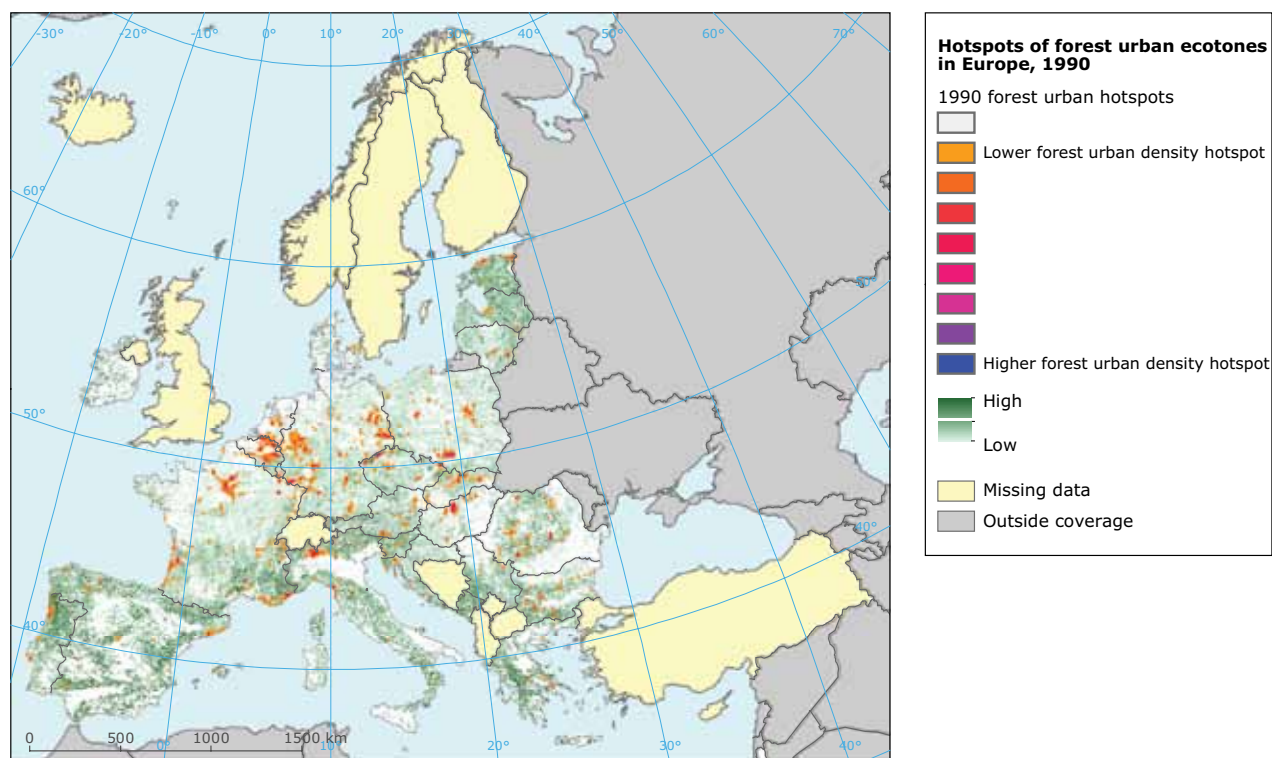 -30°
-20°
-10°
0°
10°
20°
30°
40°
50°
60°
70°
60°
50°
40°
50°
40°
0°
10°
20°
30°
40°
0
500
1000
1500 km
Hotspots of forest urban ecotones
in Europe, 1990
1990 forest urban hotspots
Lower forest urban density hotspot
Higher forest urban density hotspot
High
Low
Missing data
Outside coverage